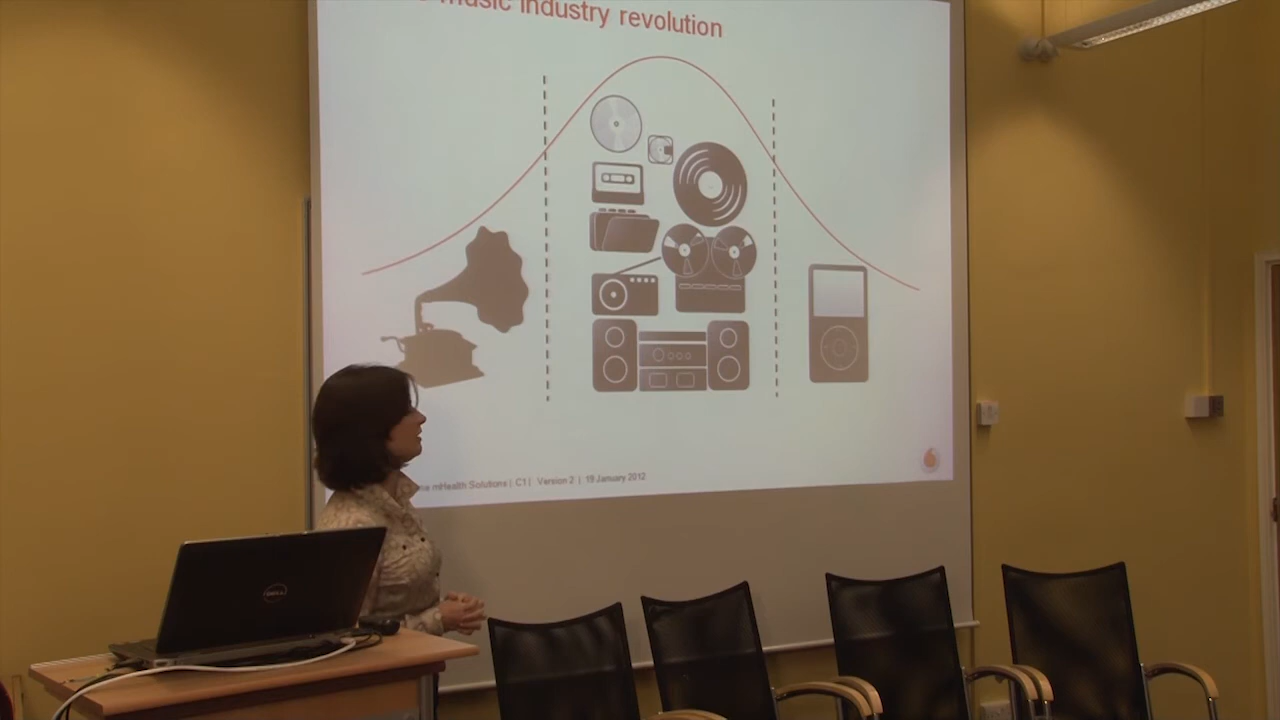 music industry revolution
mHealth Solutions | C1 | Version 2 | 19 January 2012
DELL